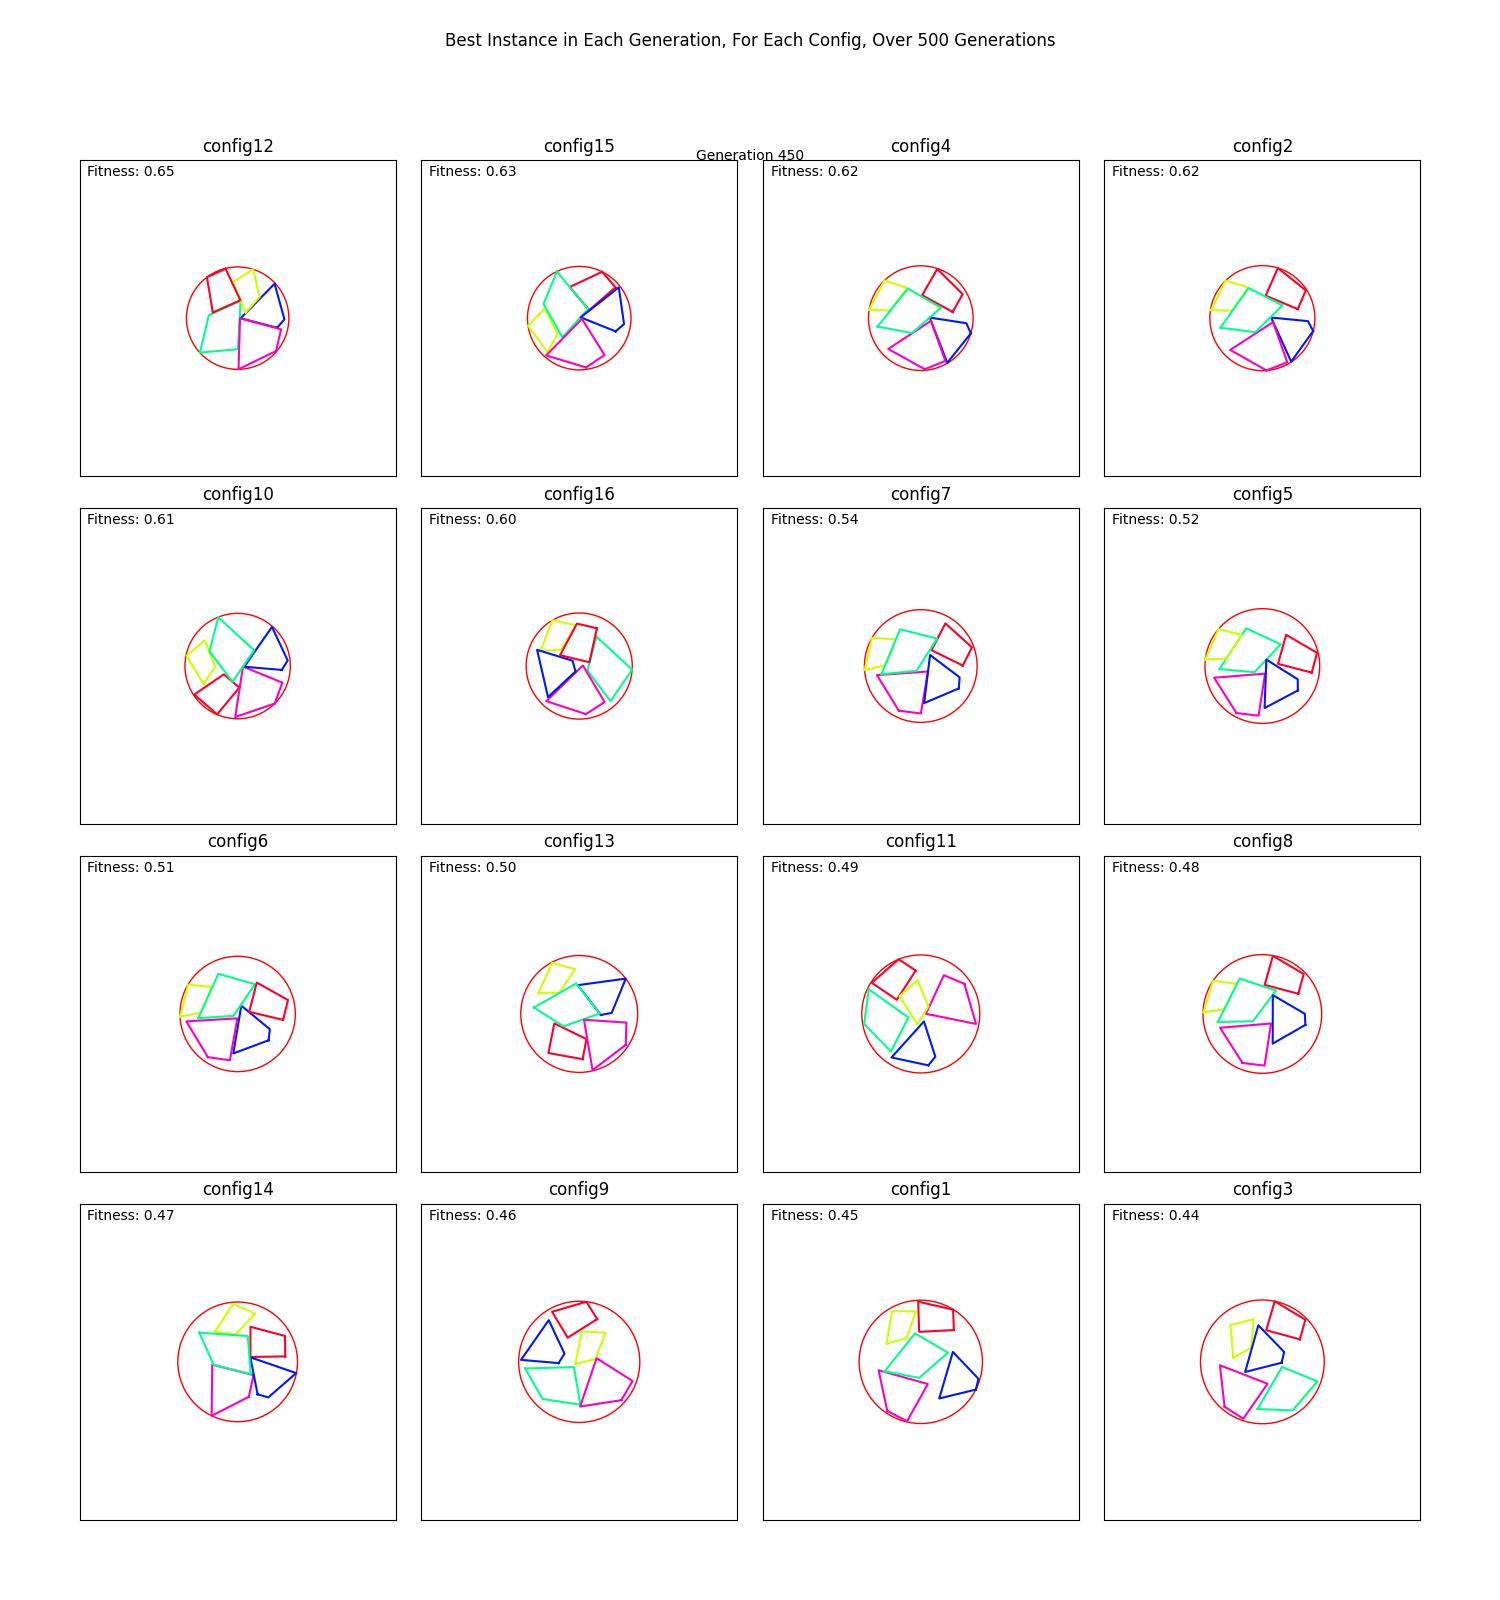 Best Instance in Each Generation, For Each Config, Over 500 Generations
Generation 450
config12
Fitness: 0.65
config15
Fitness: 0.63
config4
Fitness: 0.62
config2
Fitness: 0.62
config10
Fitness: 0.61
config16
Fitness: 0.60
config7
Fitness: 0.54
config5
Fitness: 0.52
config6
Fitness: 0.51
config13
Fitness: 0.50
config11
Fitness: 0.49
config8
Fitness: 0.48
config14
Fitness: 0.47
config9
Fitness: 0.46
config1
Fitness: 0.45
config3
Fitness: 0.44